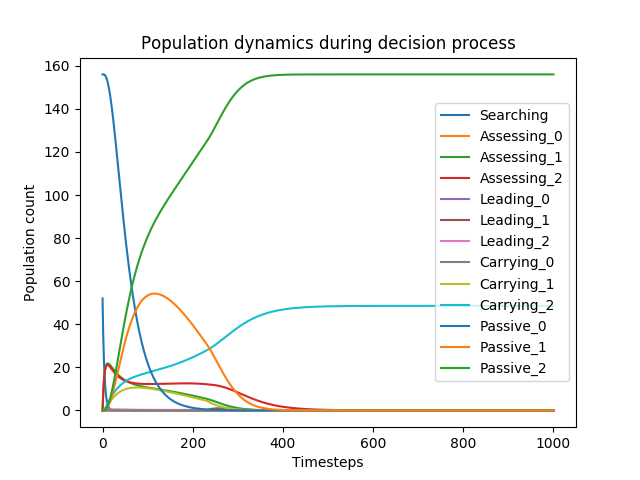 Population dynamics during decision process
160
140
120
100
80
60
40
20
0
Population count
Searching
Assessing_0
Assessing_1
Assessing_2
Leading_0
Leading_1
Leading_2
Carrying_0
Carrying_1
Carrying_2
Passive_0
Passive_1
Passive_2
0 200 400 600 800 1000
Timesteps